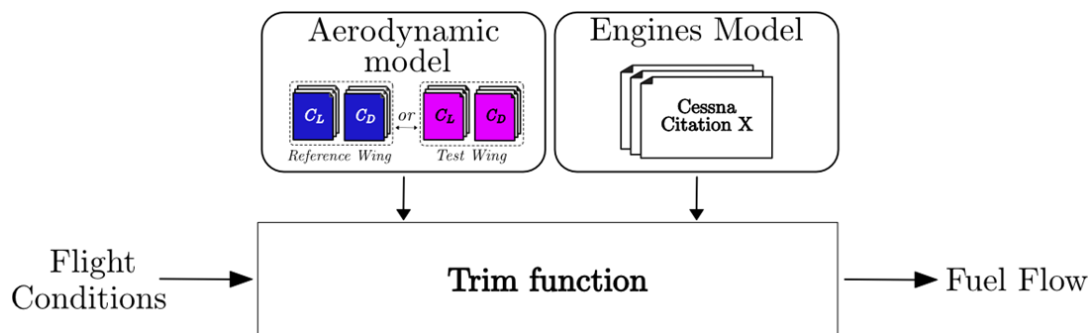 Aerodynamic
model
C_L C_D or C_L C_D
Reference Wing Test Wing
Engines Model
Cessna
Citation X
Flight
Conditions
Trim function
Fuel Flow